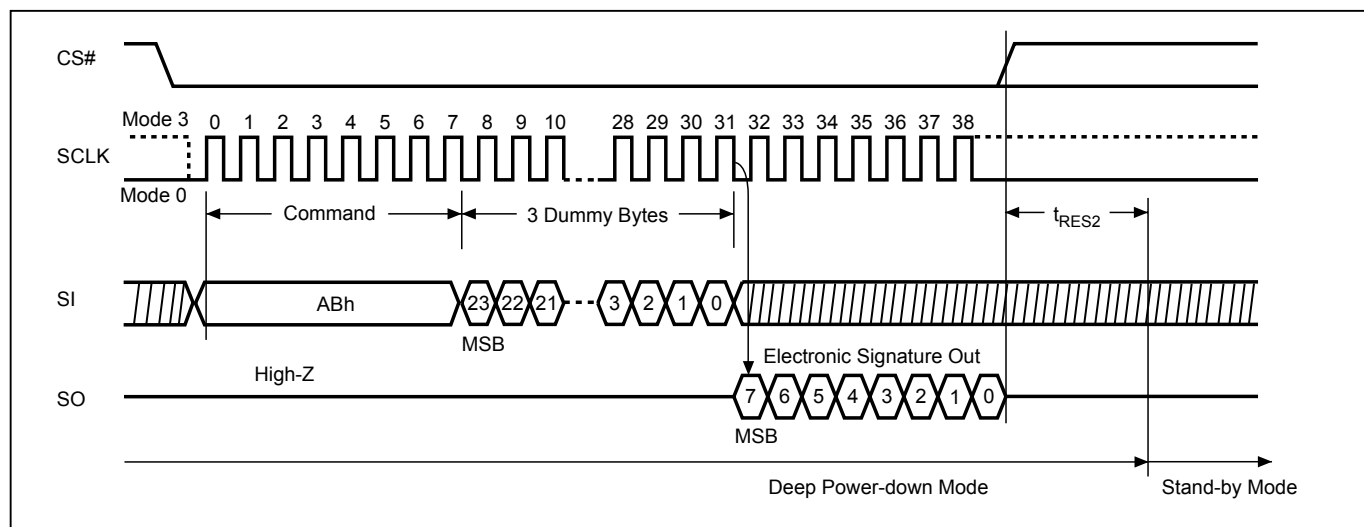 CS#
Mode 3
0 1 2 3 4 5 6 7 8 9 10 28 29 30 31 32 33 34 35 36 37 38
SCLK
Mode 0
Command
3 Dummy Bytes
tRES2
SI
ABh
23 22 21 3 2 1 0
MSB
Electronic Signature Out
High-Z
SO
7 6 5 4 3 2 1 0
MSB
Deep Power-down Mode
Stand-by Mode